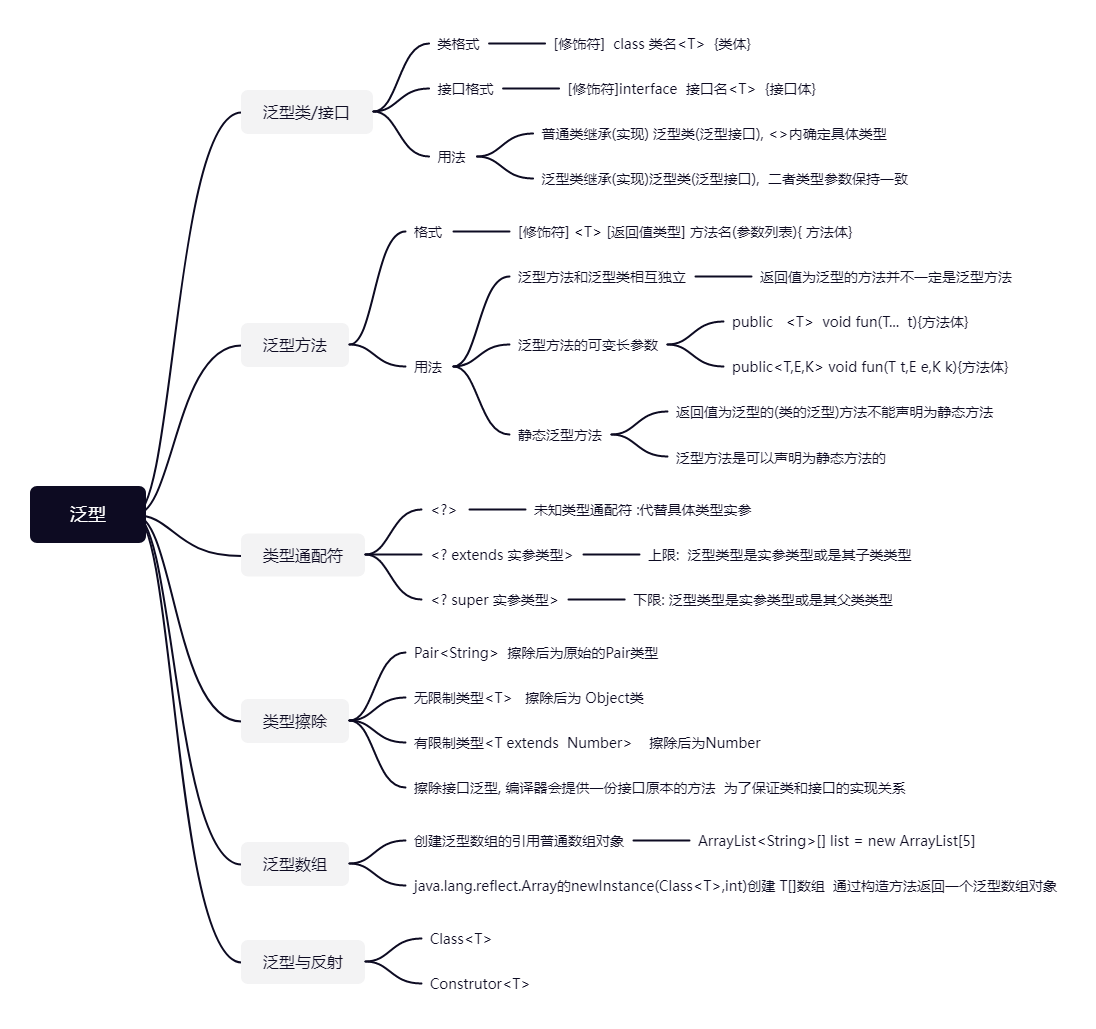 泛型
泛型类/接口
类格式
[修饰符]  class 类名<T>  {类体}
接口格式
[修饰符]interface  接口名<T>  {接口体}
用法
普通类继承(实现) 泛型类(泛型接口), <>内确定具体类型
泛型类继承(实现)泛型类(泛型接口),  二者类型参数保持一致
泛型方法
格式
[修饰符] <T> [返回值类型] 方法名(参数列表){ 方法体}
用法
泛型方法和泛型类相互独立
返回值为泛型的方法并不一定是泛型方法
泛型方法的可变长参数
public   <T>  void fun(T...  t){方法体}
public<T,E,K> void fun(T t,E e,K k){方法体}
静态泛型方法
返回值为泛型的(类的泛型)方法不能声明为静态方法
泛型方法是可以声明为静态方法的
类型通配符
<?>
未知类型通配符 :代替具体类型实参
<? extends 实参类型>
上限:  泛型类型是实参类型或是其子类类型
<? super 实参类型>
下限: 泛型类型是实参类型或是其父类类型
类型擦除
Pair<String>  擦除后为原始的Pair类型
无限制类型<T>   擦除后为 Object类
有限制类型<T extends  Number>    擦除后为Number
擦除接口泛型, 编译器会提供一份接口原本的方法  为了保证类和接口的实现关系
泛型数组
创建泛型数组的引用普通数组对象
ArrayList<String>[] list = new ArrayList[5]
java.lang.reflect.Array的newInstance(Class<T>,int)创建 T[]数组  通过构造方法返回一个泛型数组对象
泛型与反射
Class<T>
Construtor<T>